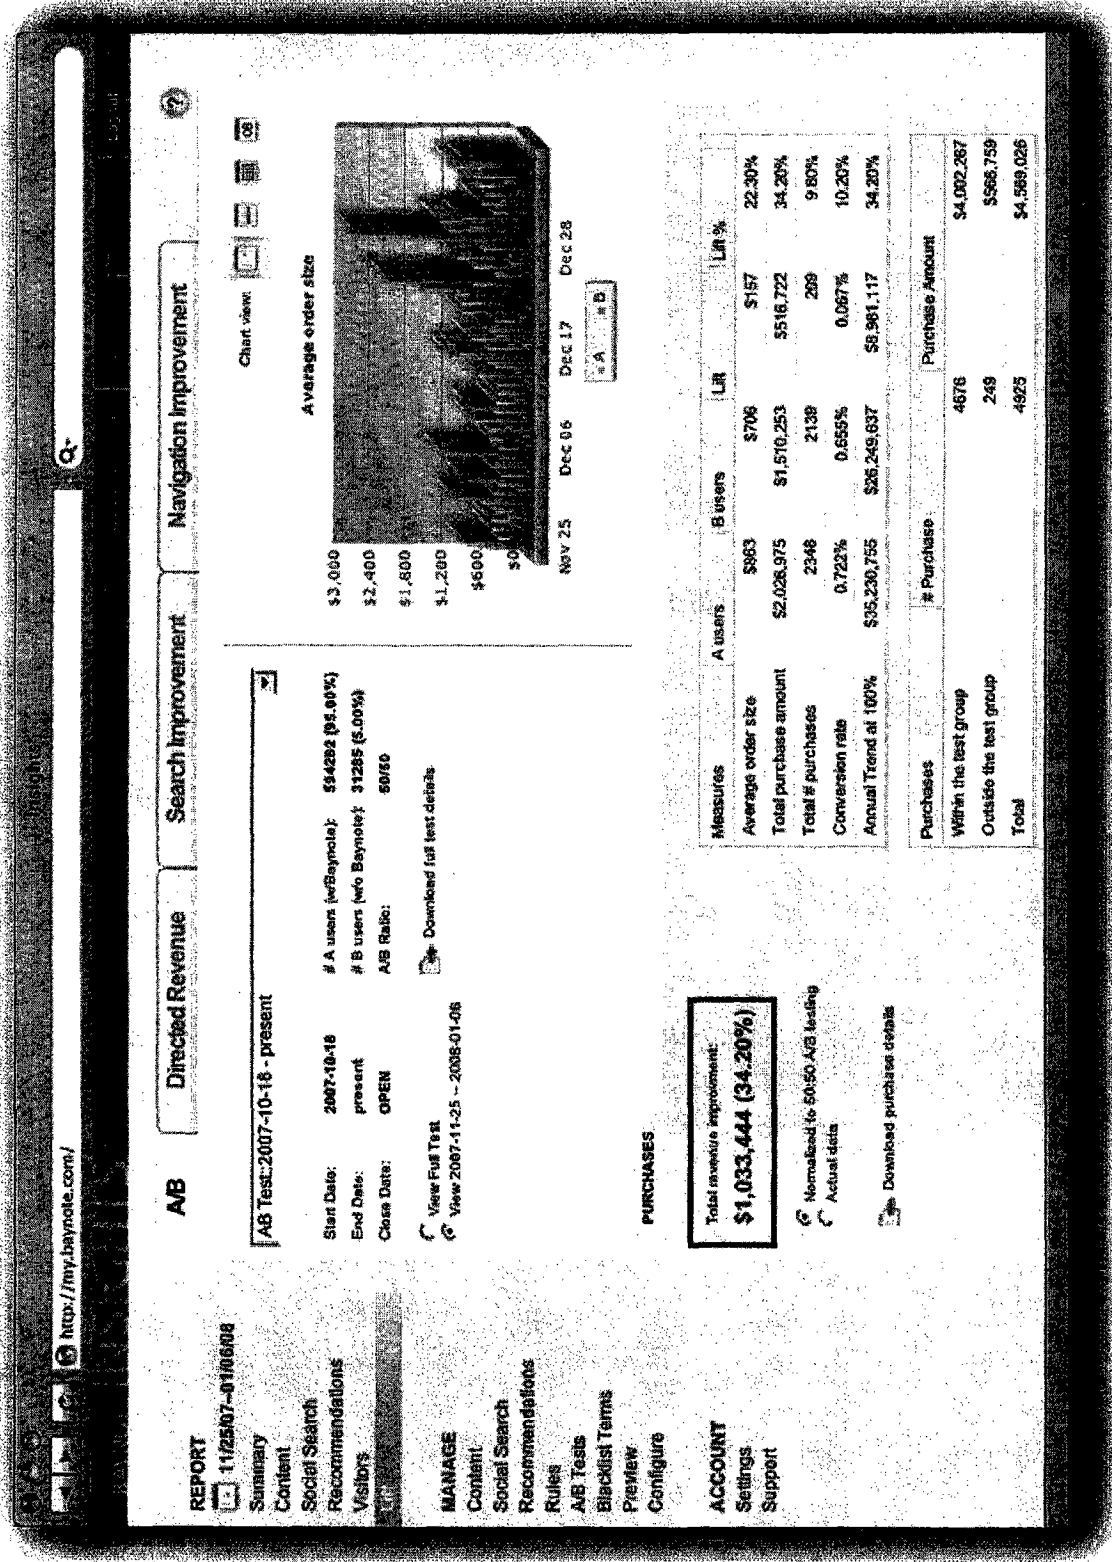 http://my.baynote.com/
Q
Insight
Logout
REPORT
11/25/07-01/06/08
Summary
Content
Social Search
Recommendations
Visitors
MANAGE
Content
Social Search
Recommendations
Rules
A/B Tests
Blacklist Terms
Preview
Configure
ACCOUNT
Settings
Support
A/B
Directed Revenue
Search Improvement
Navigation Improvement
?
AB Test:2007-10-18 - present
Start Date: 2007-10-18 # A users (w/Baynote): 594282 (95.00%)
End Date: present # B users (w/o Baynote): 31285 (5.00%)
Close Date: OPEN A/B Ratio: 50/50
View Full Test
View 2007-11-25 -- 2008-01-06
Download full test details
Chart view:
Average order size
$3,000
$2,400
$1,800
$1,200
$600
$0
Nov 25 Dec 06 Dec 17 Dec 28
A B
PURCHASES
Total revenue improvement:
$1,033,444 (34.20%)
Normalized to 50:50 A/B testing
Actual data
Download purchase details
Measures A users B users Lift Lift %
Average order size $863 $706 $157 22.30%
Total purchase amount $2,026,975 $1,510,253 $516,722 34.20%
Total # purchases 2348 2139 209 9.80%
Conversion rate 0.722% 0.655% 0.067% 10.20%
Annual Trend at 100% $35,230,755 $26,249,637 $8,981,117 34.20%
Purchases # Purchase Purchase Amount
Within the test group 4676 $4,002,267
Outside the test group 249 $566,759
Total 4925 $4,569,026